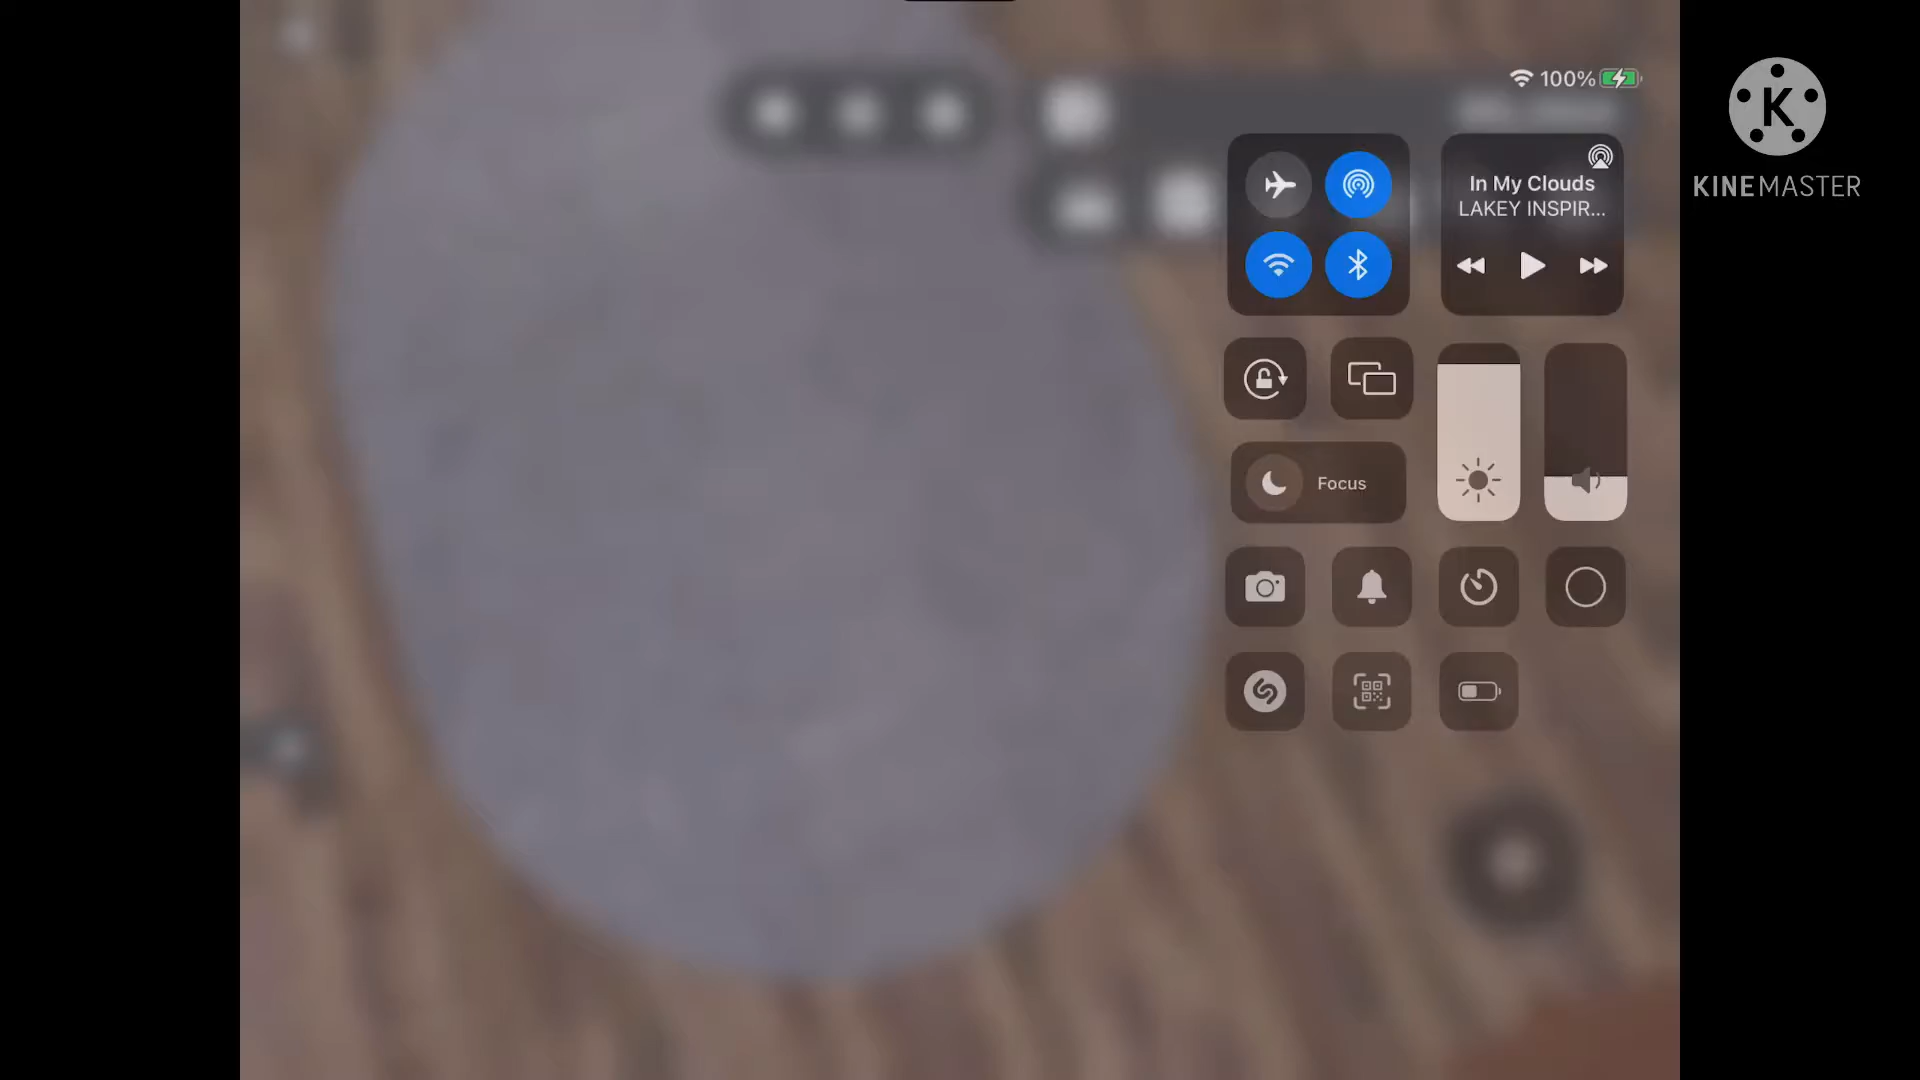 100%
K
KINEMASTER
In My Clouds
LAKEY INSPIR...
Focus